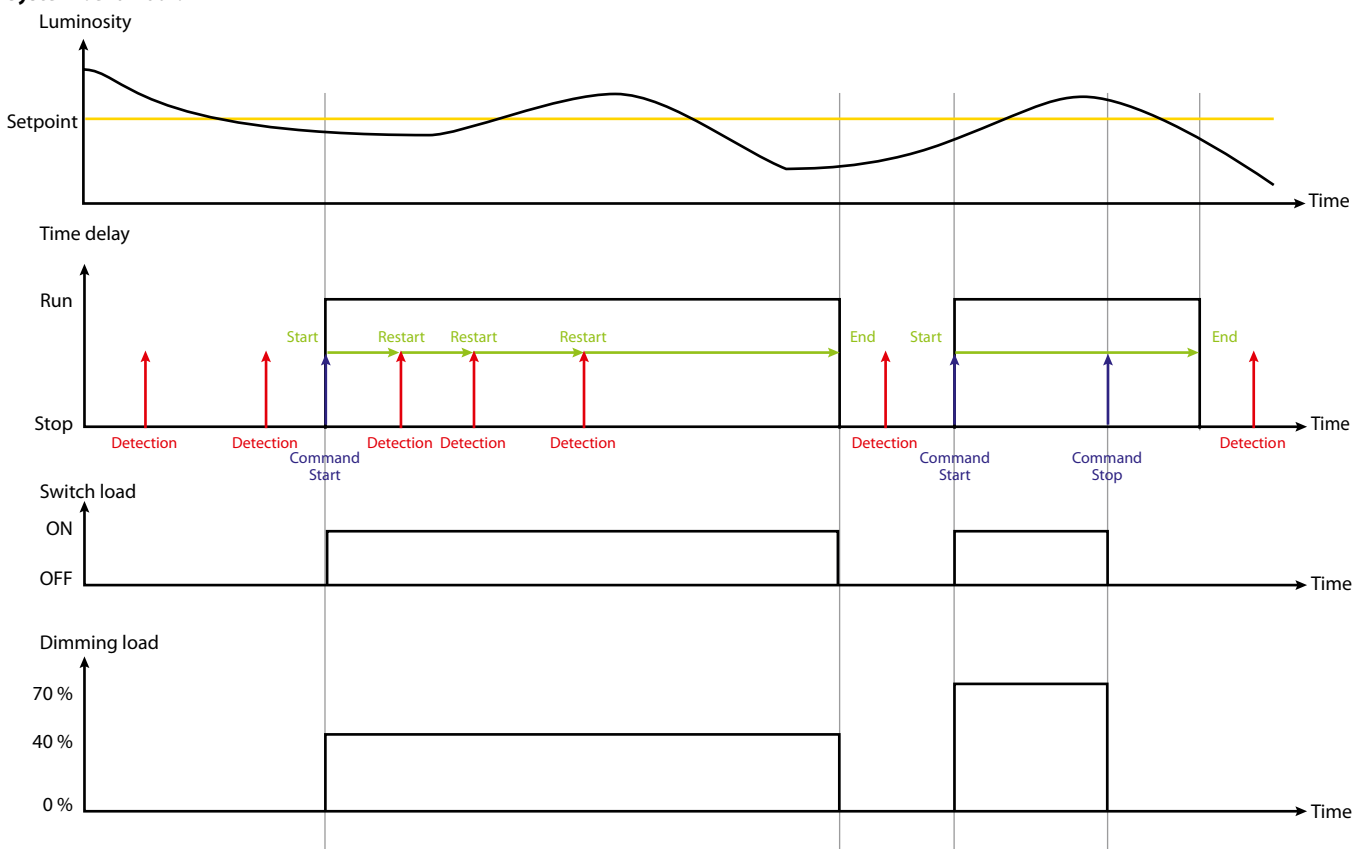 Luminosity
Setpoint
Time
Time delay
Run
Start Restart Restart Restart End Start End
Stop
Time
Detection Detection Detection Detection Detection Detection Detection
Command Command Command
Start Start Stop
Switch load
ON
OFF
Time
Dimming load
70 %
40 %
0 %
Time